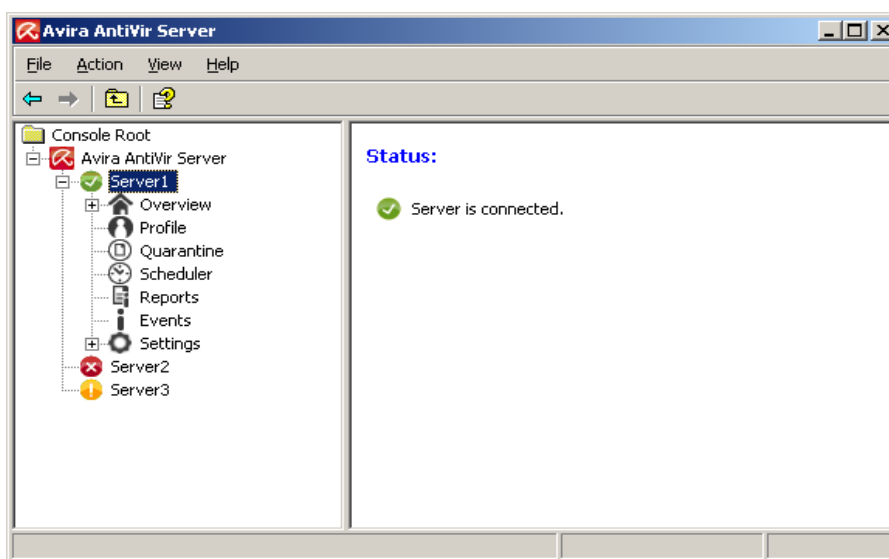 Avira AntiVir Server
File Action View Help
Console Root
Avira AntiVir Server
Server1
Overview
Profile
Quarantine
Scheduler
Reports
Events
Settings
Server2
Server3
Status:
Server is connected.